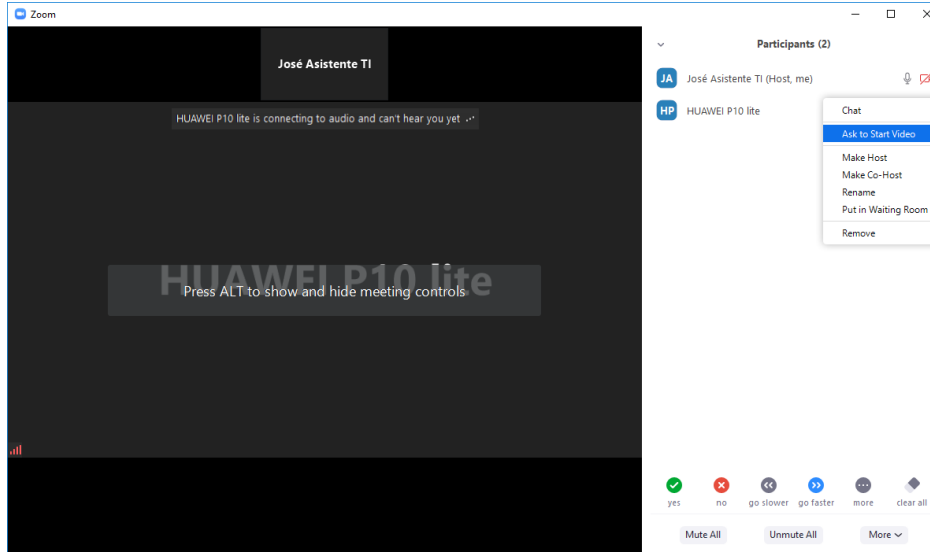 Zoom
José Asistente TI
HUAWEI P10 lite is connecting to audio and can't hear you yet
HUAWEI P10 lite
Press ALT to show and hide meeting controls
Participants (2)
JA José Asistente TI (Host, me)
HP HUAWEI P10 lite
Chat
Ask to Start Video
Make Host
Make Co-Host
Rename
Put in Waiting Room
Remove
yes no go slower go faster more clear all
Mute All Unmute All More